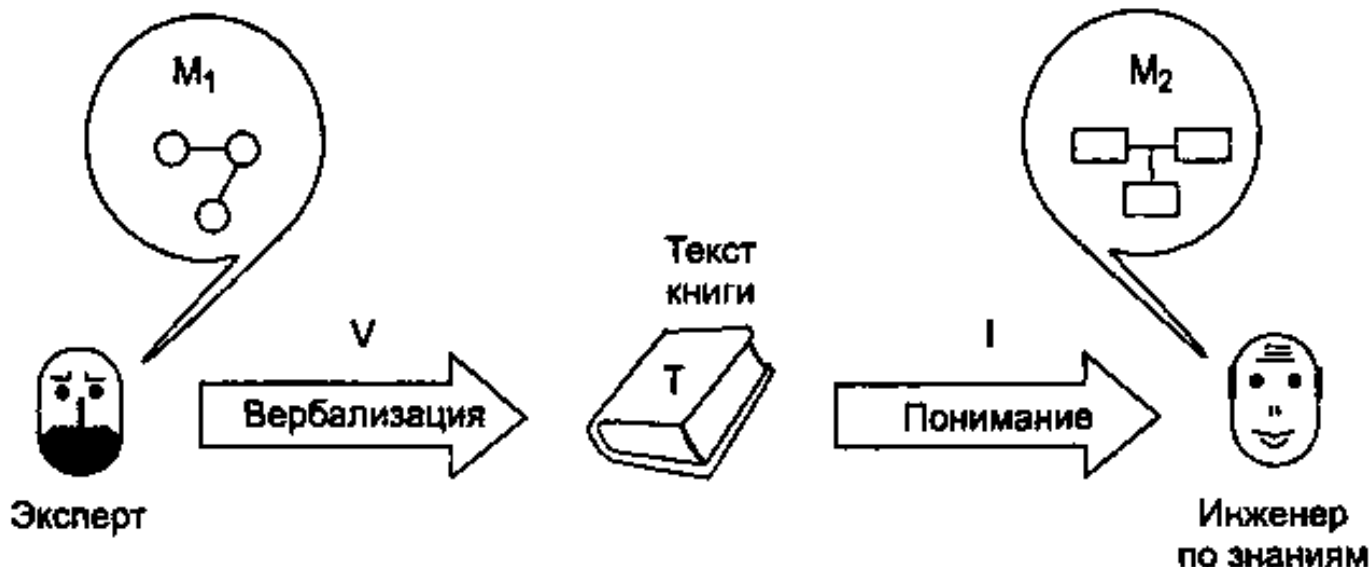 M₁
M₂
Текст
книги
V
I
T
Вербализация
Понимание
Эксперт
Инженер
по знаниям